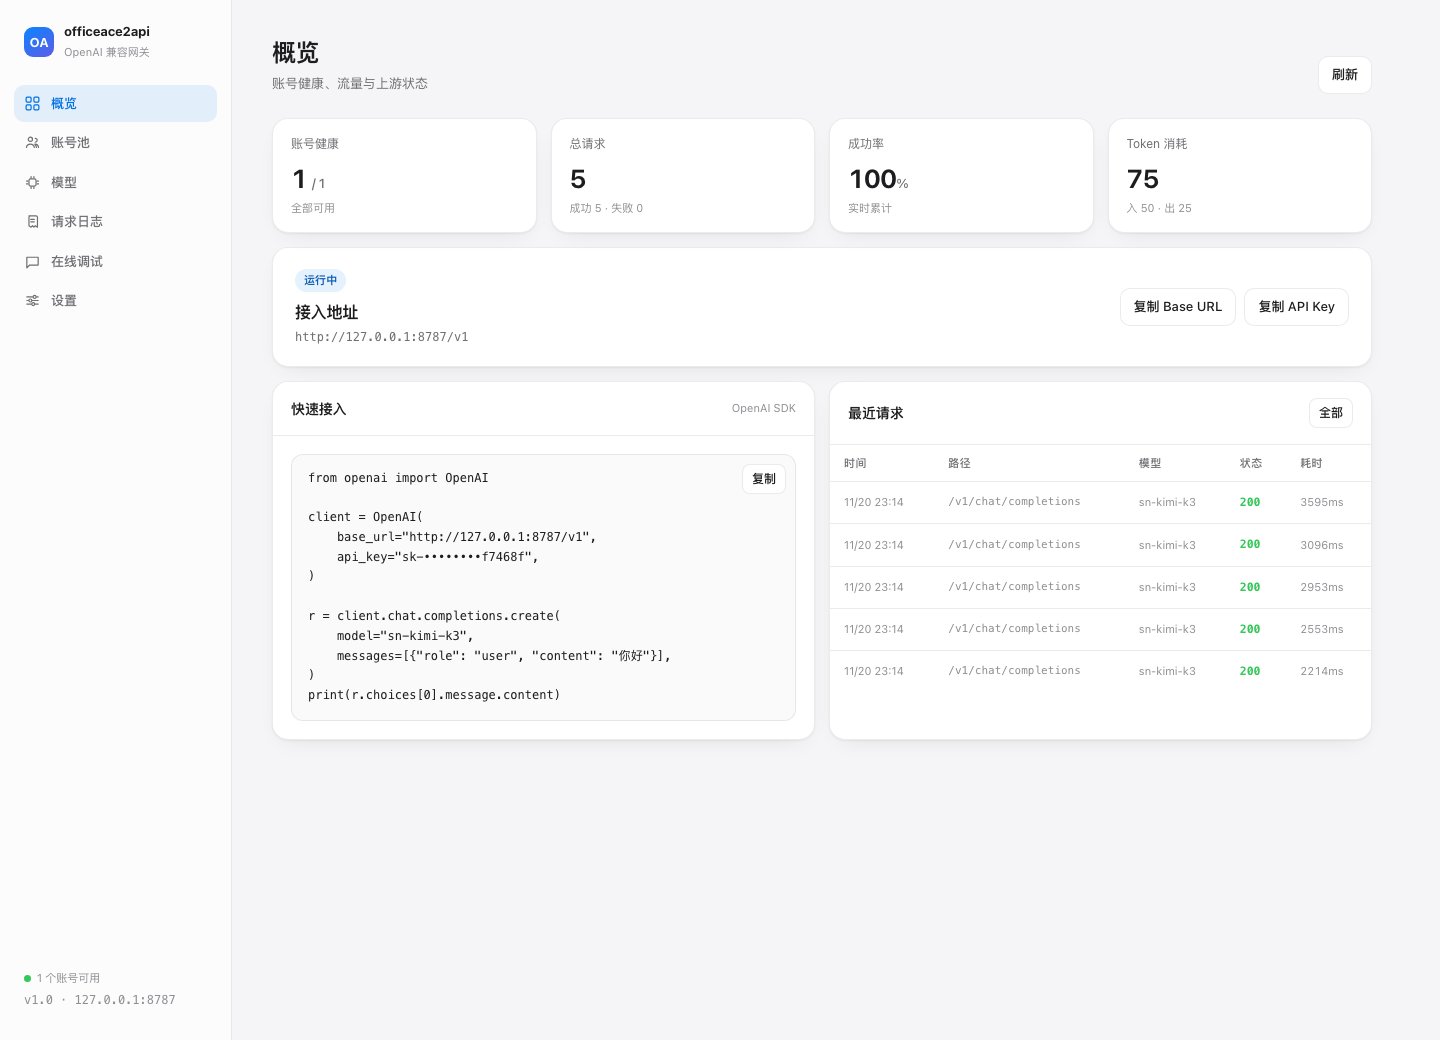 OA
officeace2api
OpenAI 兼容网关
概览
账号池
模型
请求日志
在线调试
设置
1 个账号可用
v1.0 · 127.0.0.1:8787
概览
账号健康、流量与上游状态
刷新
账号健康
1 / 1
全部可用
总请求
5
成功 5 · 失败 0
成功率
100%
实时累计
Token 消耗
75
入 50 · 出 25
运行中
接入地址
http://127.0.0.1:8787/v1
复制 Base URL
复制 API Key
快速接入
OpenAI SDK
复制
from openai import OpenAI
client = OpenAI(
    base_url="http://127.0.0.1:8787/v1",
    api_key="sk-••••••••f7468f",
)
r = client.chat.completions.create(
    model="sn-kimi-k3",
    messages=[{"role": "user", "content": "你好"}],
)
print(r.choices[0].message.content)
最近请求
全部
时间 路径 模型 状态 耗时
11/20 23:14 /v1/chat/completions sn-kimi-k3 200 3595ms
11/20 23:14 /v1/chat/completions sn-kimi-k3 200 3096ms
11/20 23:14 /v1/chat/completions sn-kimi-k3 200 2953ms
11/20 23:14 /v1/chat/completions sn-kimi-k3 200 2553ms
11/20 23:14 /v1/chat/completions sn-kimi-k3 200 2214ms